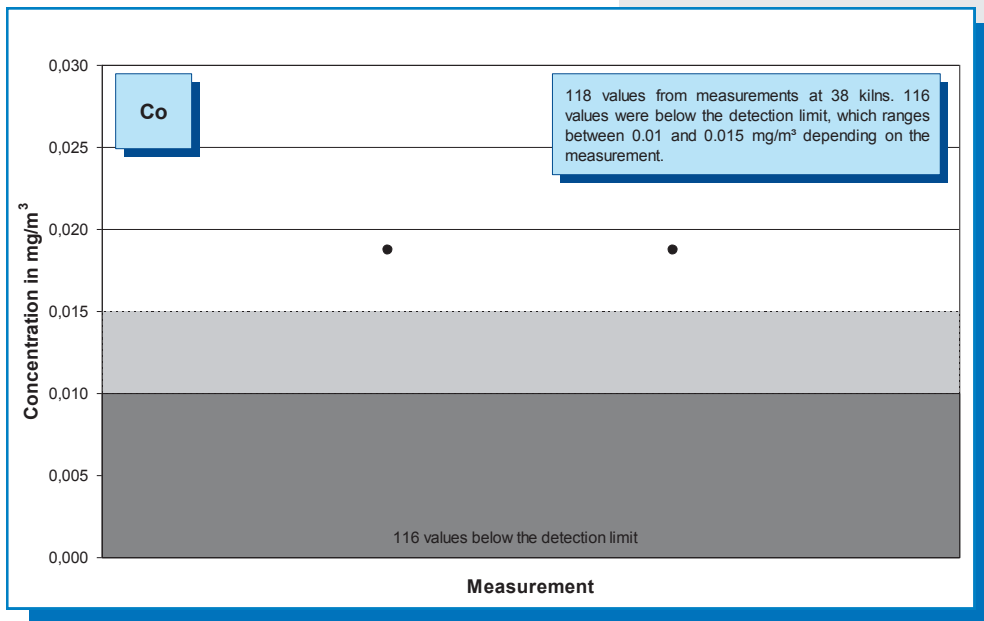 Co
118 values from measurements at 38 kilns. 116
values were below the detection limit, which ranges
between 0.01 and 0.015 mg/m³ depending on the
measurement.
Concentration in mg/m³
0,030
0,025
0,020
0,015
0,010
0,005
0,000
116 values below the detection limit
Measurement